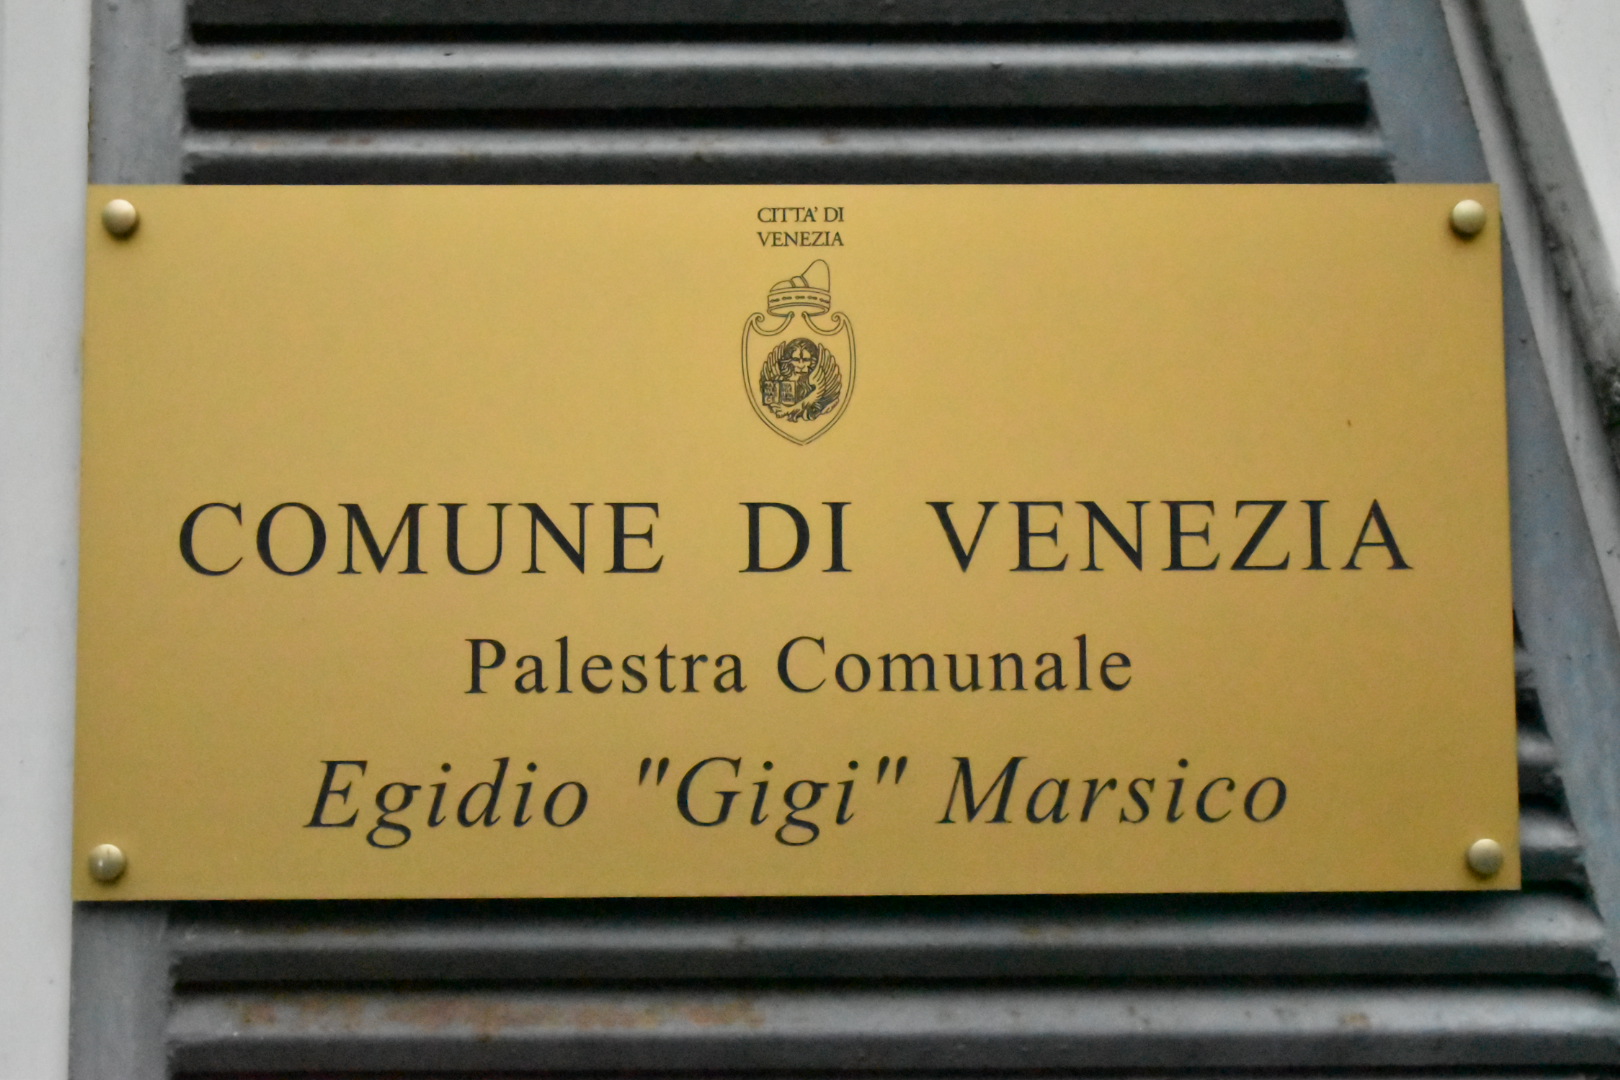 CITTA' DI
VENEZIA
COMUNE DI VENEZIA
Palestra Comunale
Egidio "Gigi" Marsico